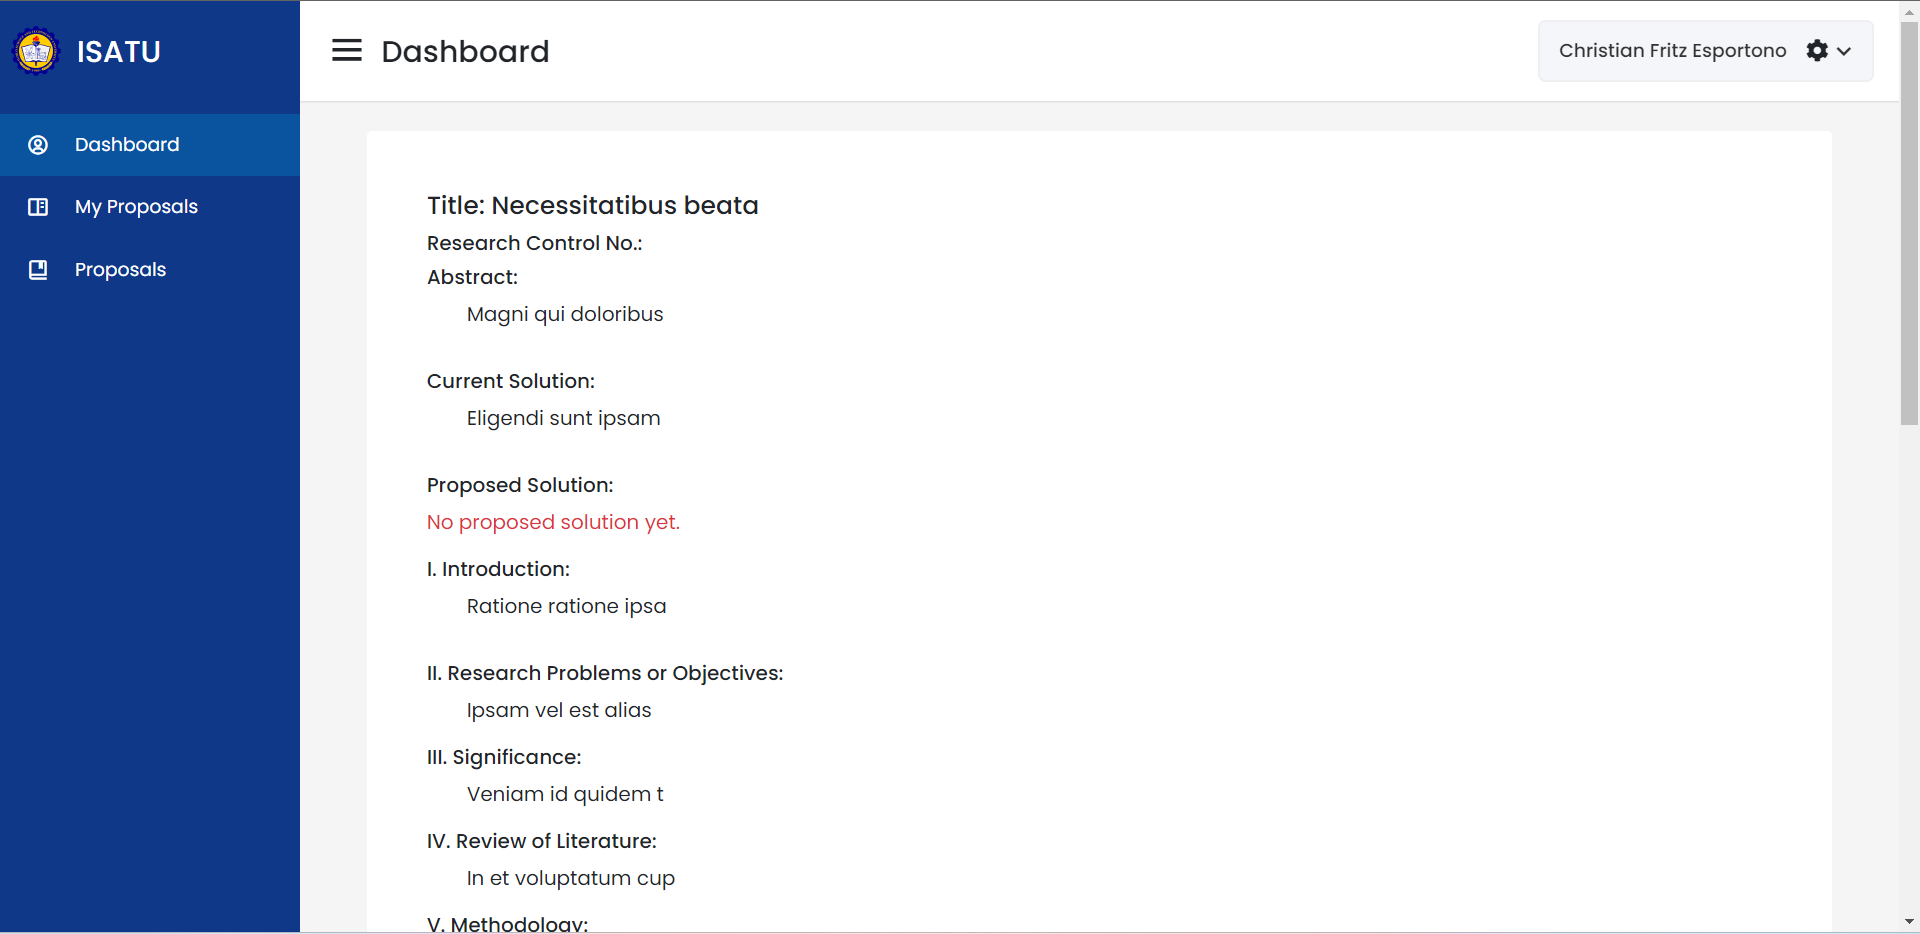 ISATU
Dashboard
Christian Fritz Esportono
Dashboard
My Proposals
Proposals
Title: Necessitatibus beata
Research Control No.:
Abstract:
Magni qui doloribus
Current Solution:
Eligendi sunt ipsam
Proposed Solution:
No proposed solution yet.
I. Introduction:
Ratione ratione ipsa
II. Research Problems or Objectives:
Ipsam vel est alias
III. Significance:
Veniam id quidem t
IV. Review of Literature:
In et voluptatum cup
V. Methodology: